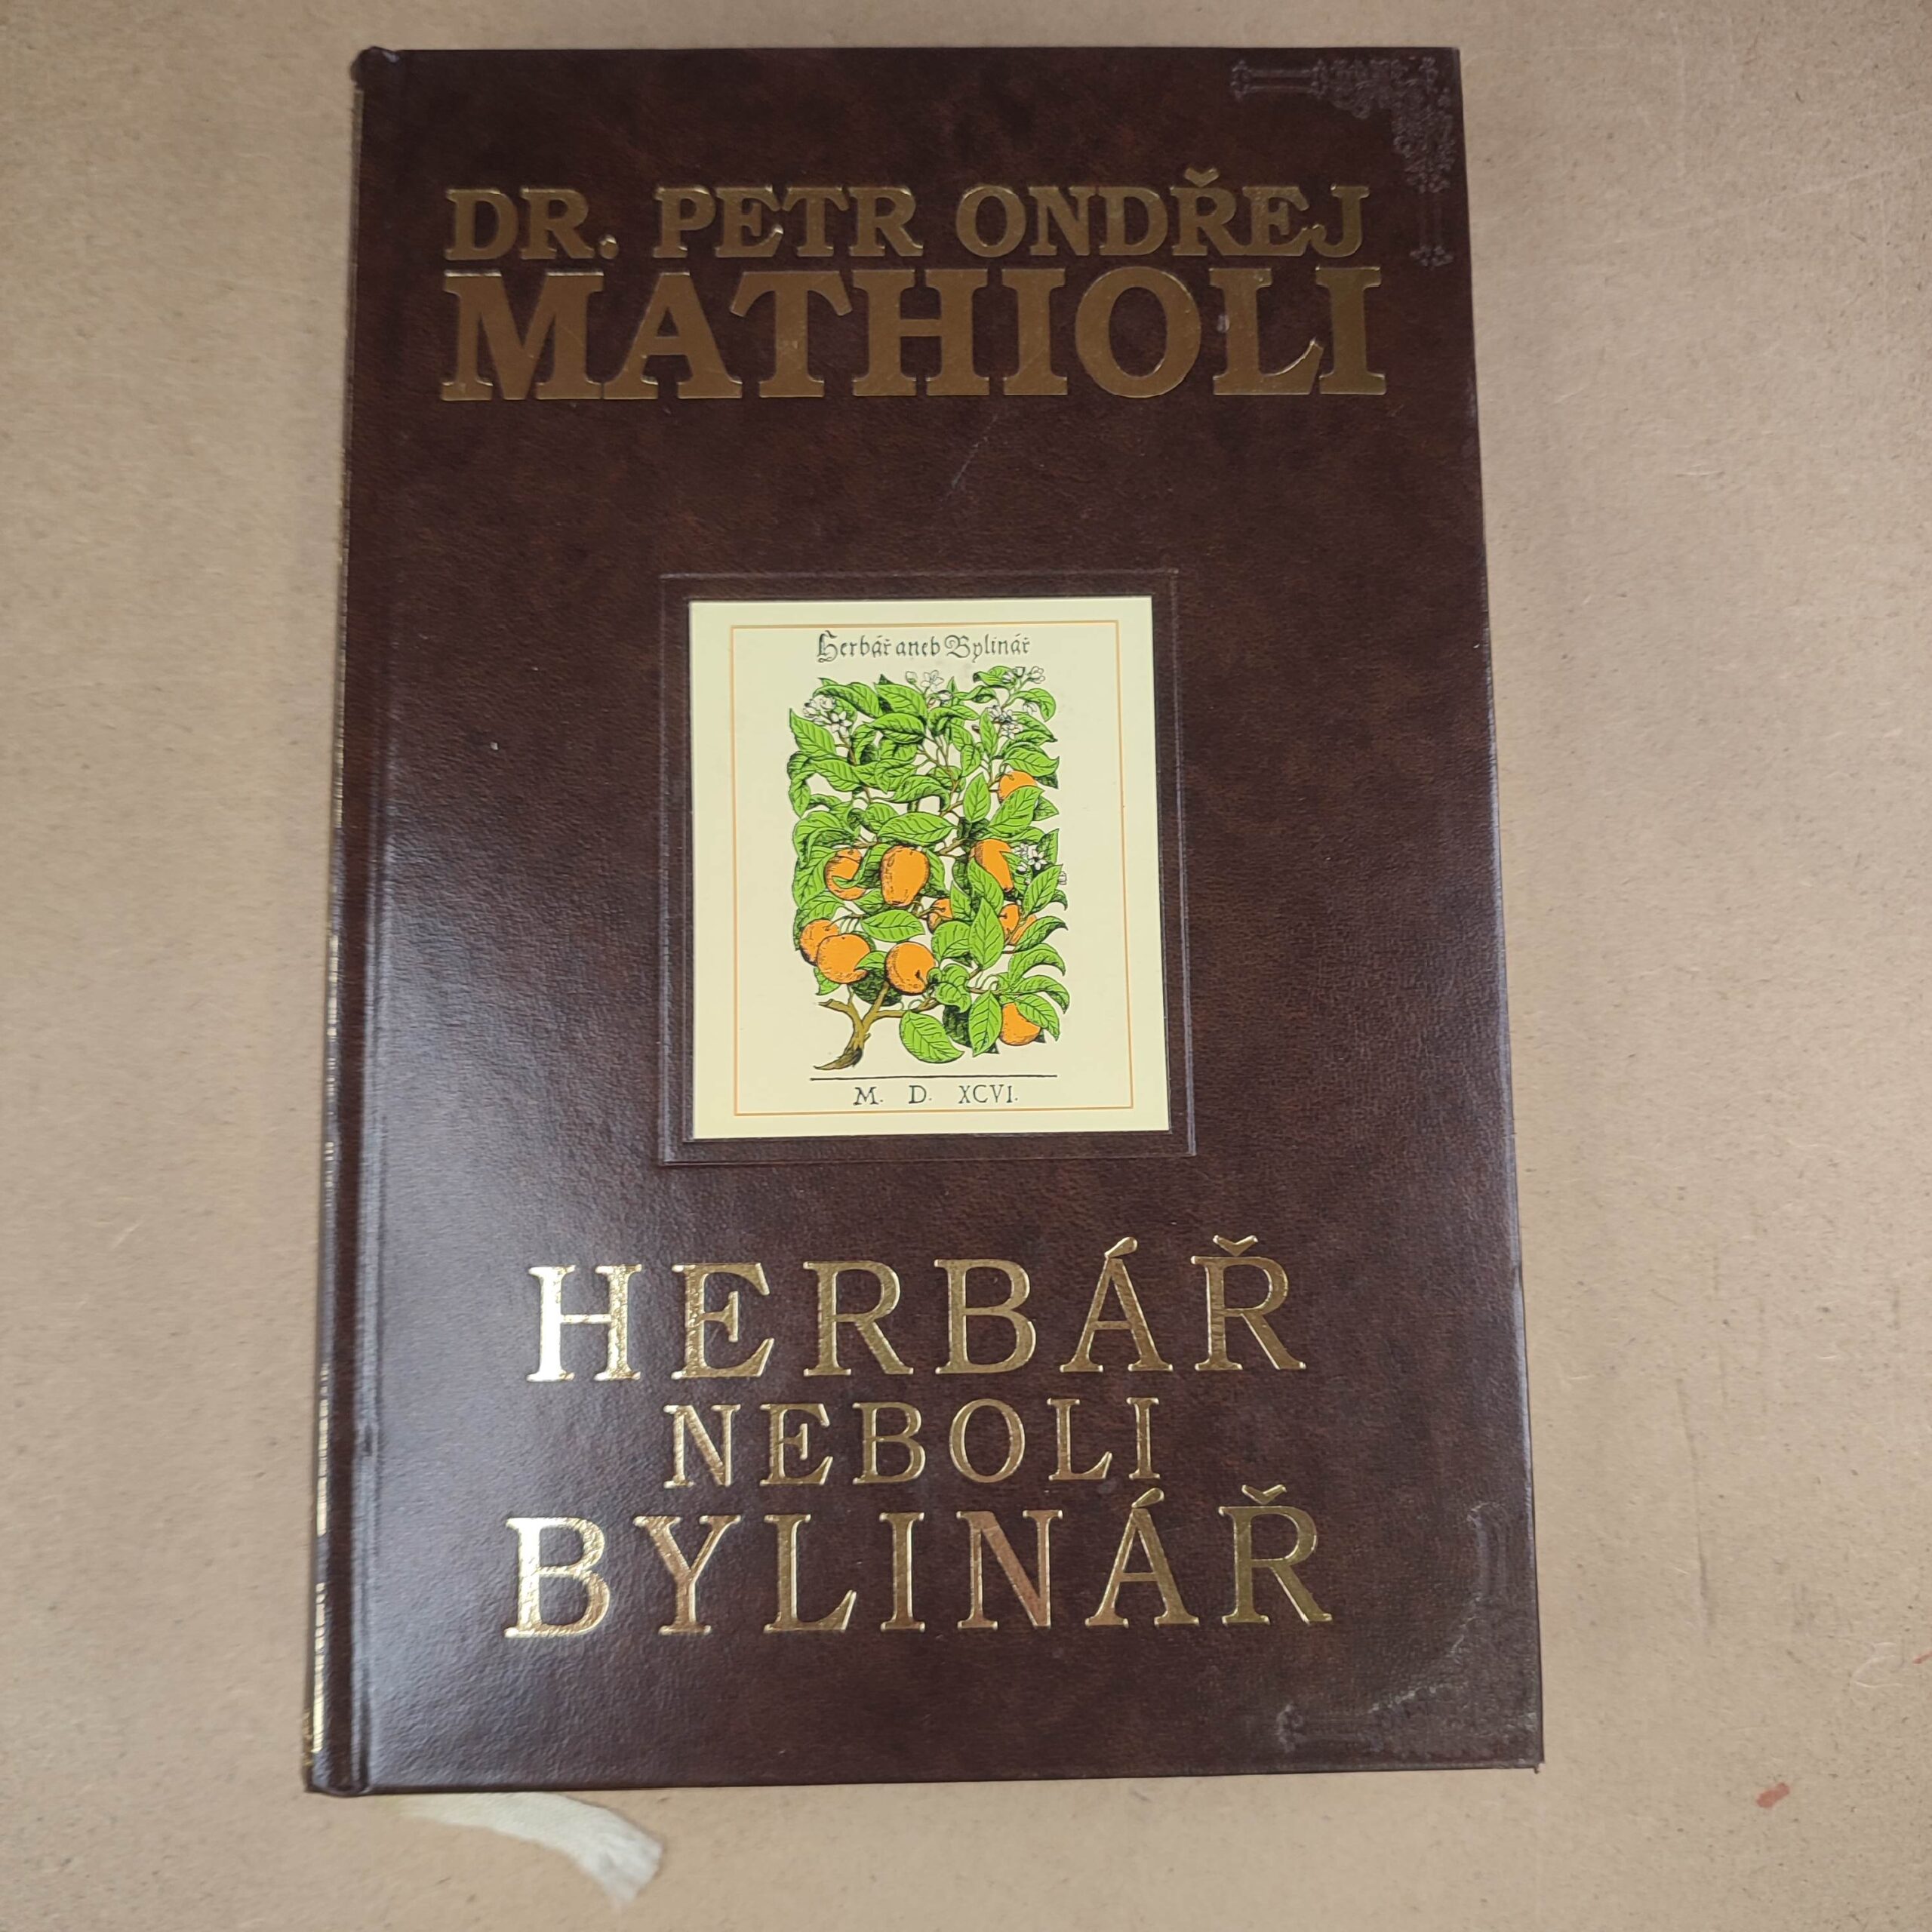 DR. PETR ONDŘEJ
MATHIOLI
Herbář aneb Bylinář
M. D. XCVI.
HERBÁŘ
NEBOLI
BYLINÁŘ